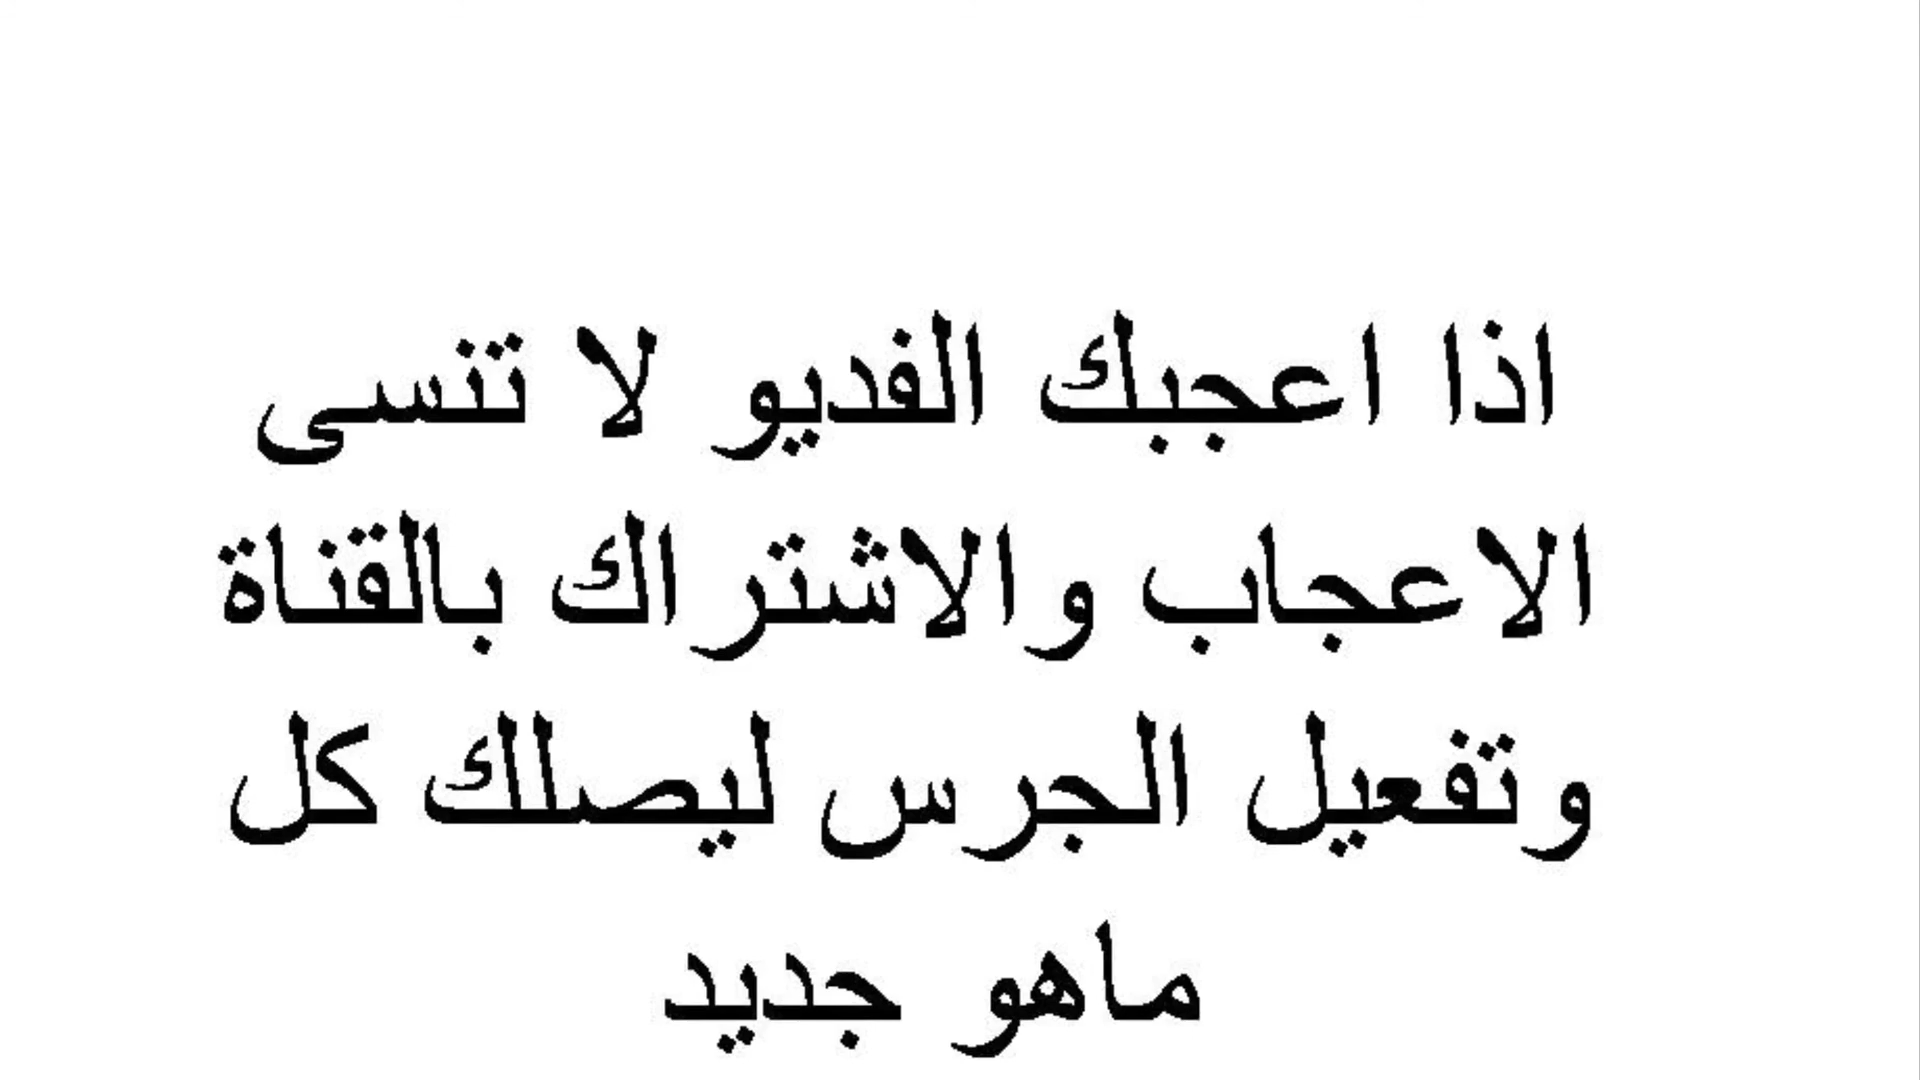 اذا اعجبك الفديو لا تنسى
الاعجاب والاشتراك بالقناة
وتفعيل الجرس ليصلك كل
ماهو جديد